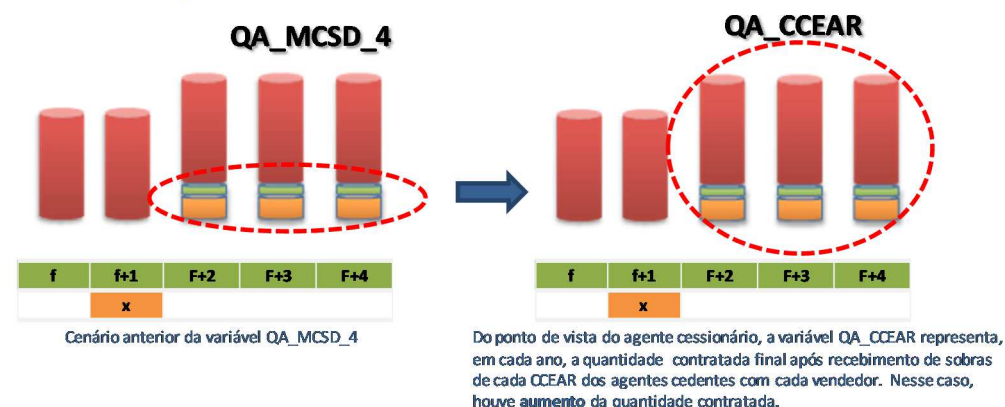 QA_MCSD_4
QA_CCEAR
f f+1 F+2 F+3 F+4
x
f f+1 F+2 F+3 F+4
x
Cenário anterior da variável QA_MCSD_4
Do ponto de vista do agente cessionário, a variável QA_CCEAR representa,
em cada ano, a quantidade contratada final após recebimento de sobras
de cada CCEAR dos agentes cedentes com cada vendedor. Nesse caso,
houve aumento da quantidade contratada.